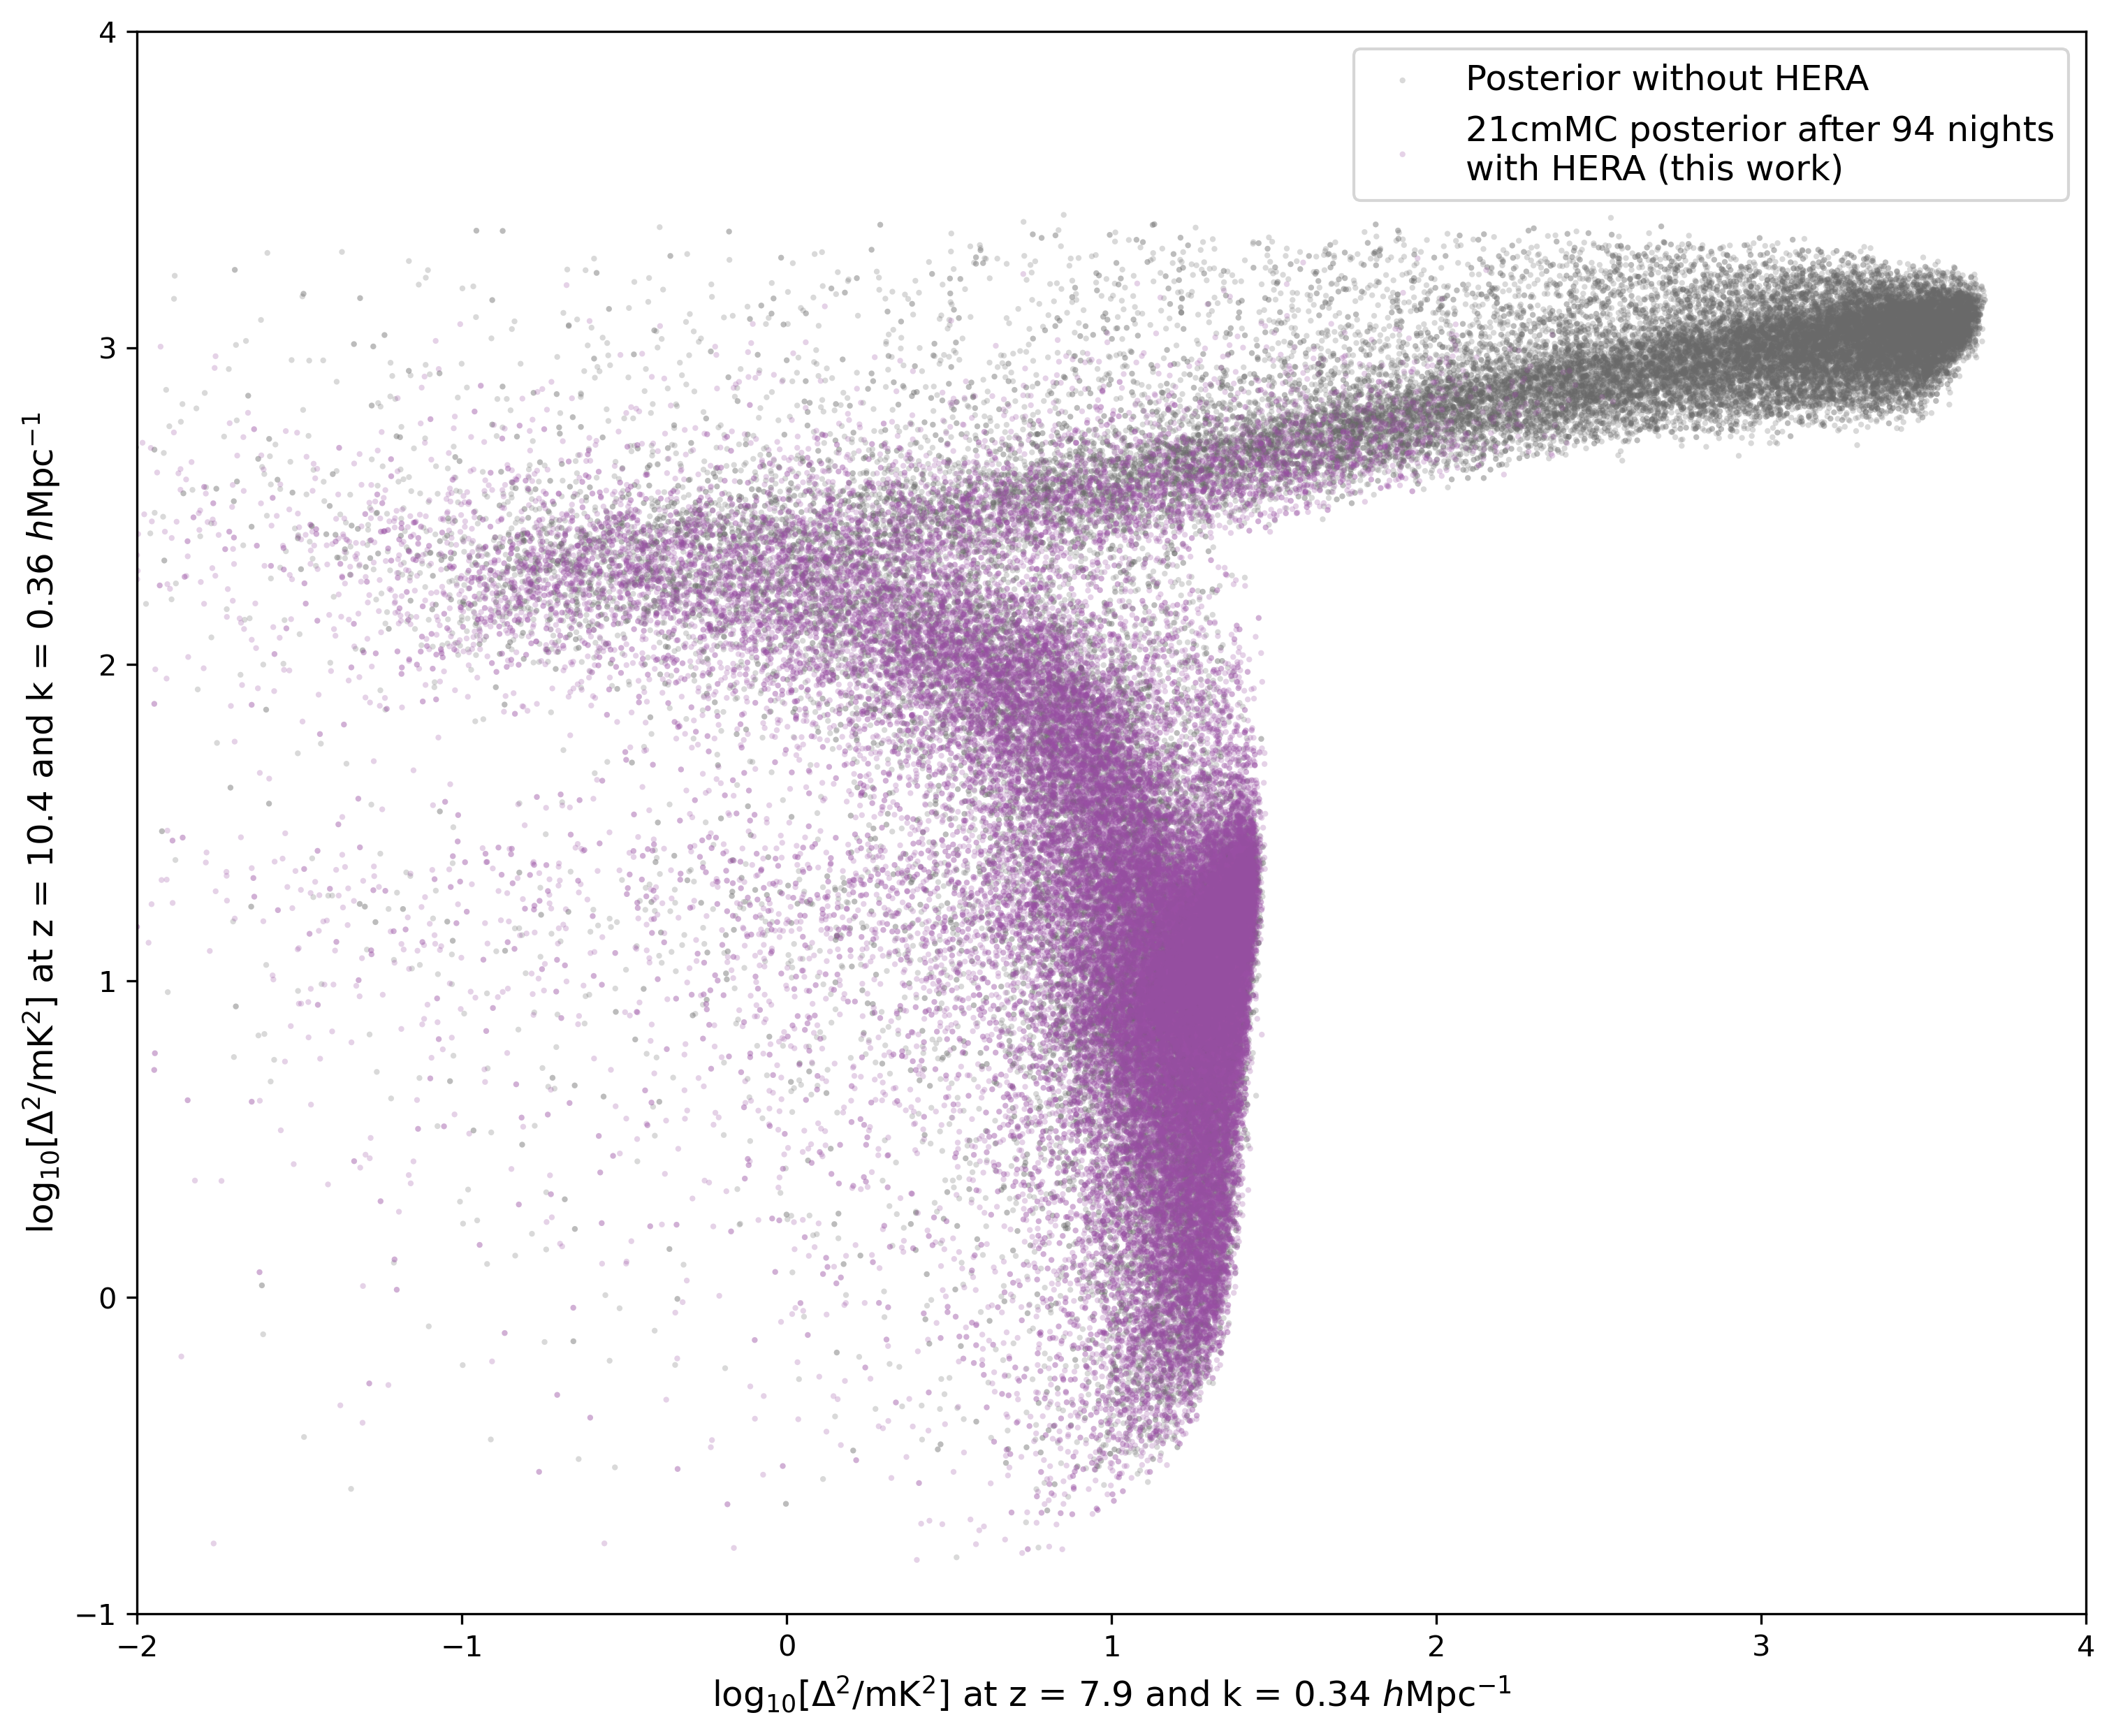 Posterior without HERA
21cmMC posterior after 94 nights
with HERA (this work)
log₁₀[Δ²/mK²] at z = 10.4 and k = 0.36 hMpc⁻¹
4
3
2
1
0
−1
−2 −1 0 1 2 3 4
log₁₀[Δ²/mK²] at z = 7.9 and k = 0.34 hMpc⁻¹